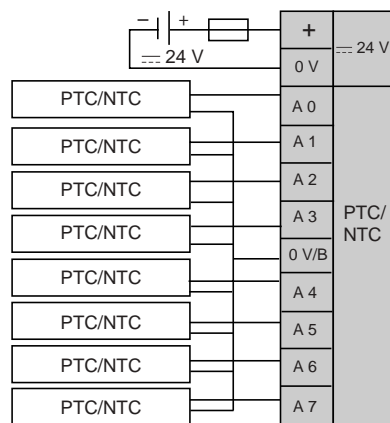 − +
+
⎓ 24 V
⎓ 24 V
0 V
PTC/NTC
A 0
PTC/NTC
A 1
PTC/NTC
A 2
PTC/NTC
A 3
PTC/
NTC
0 V/B
PTC/NTC
A 4
PTC/NTC
A 5
PTC/NTC
A 6
PTC/NTC
A 7